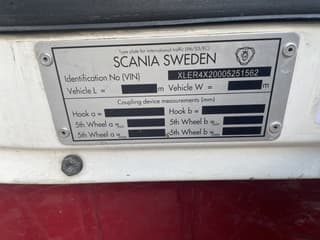 Type plate for international traffic (96/53/EC)
SCANIA SWEDEN
Identification No (VIN) XLER4X20005251562
Vehicle L = m Vehicle W = m
Coupling device measurements (mm)
Hook a = Hook b =
5th Wheel a = 5th Wheel b =
5th Wheel a = 5th Wheel b =